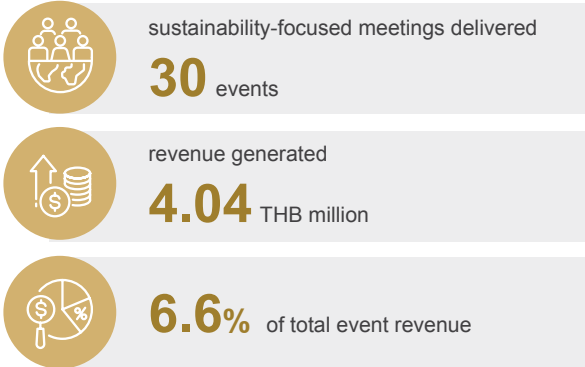 sustainability-focused meetings delivered
30 events
revenue generated
$
4.04 THB million
$ %
6.6% of total event revenue